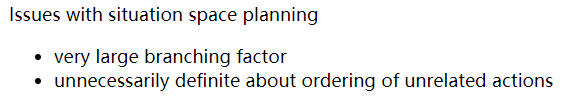 Issues with situation space planning
• very large branching factor
• unnecessarily definite about ordering of unrelated actions